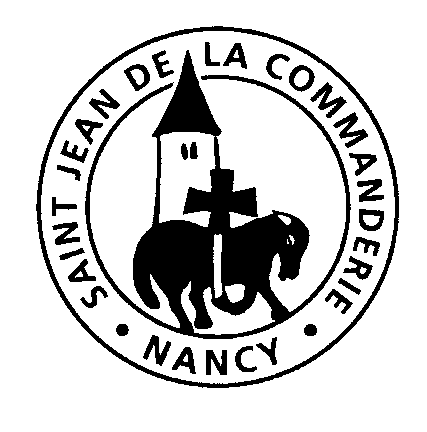 SAINT JEAN DE LA COMMANDERIE
• NANCY •